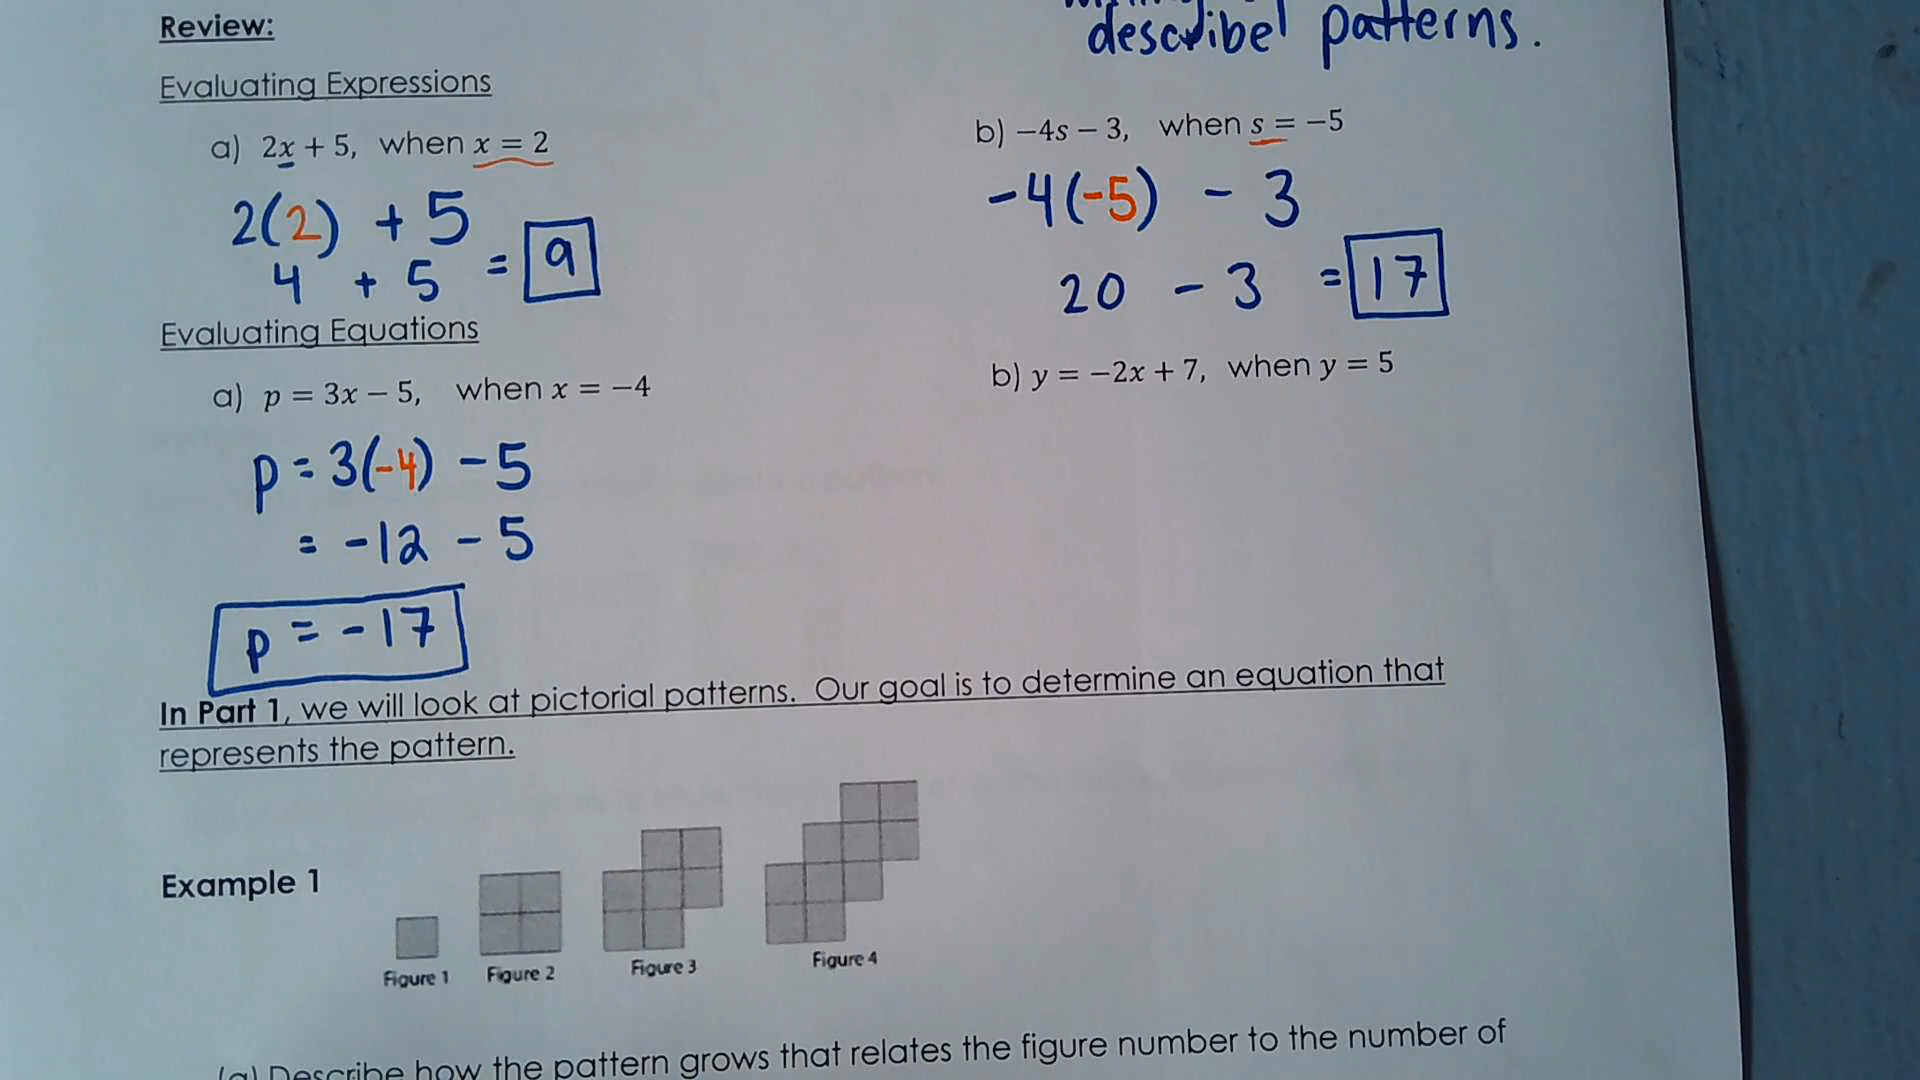 Review:
describe patterns.
Evaluating Expressions
a) 2x + 5, when x = 2
2(2) + 5
4 + 5 = 9
b) −4s − 3, when s = −5
-4(-5) - 3
20 - 3 = 17
Evaluating Equations
a) p = 3x − 5, when x = −4
p = 3(-4) - 5
= -12 - 5
p = -17
b) y = −2x + 7, when y = 5
In Part 1, we will look at pictorial patterns. Our goal is to determine an equation that
represents the pattern.
Example 1
Figure 1
Figure 2
Figure 3
Figure 4
(a) Describe how the pattern grows that relates the figure number to the number of